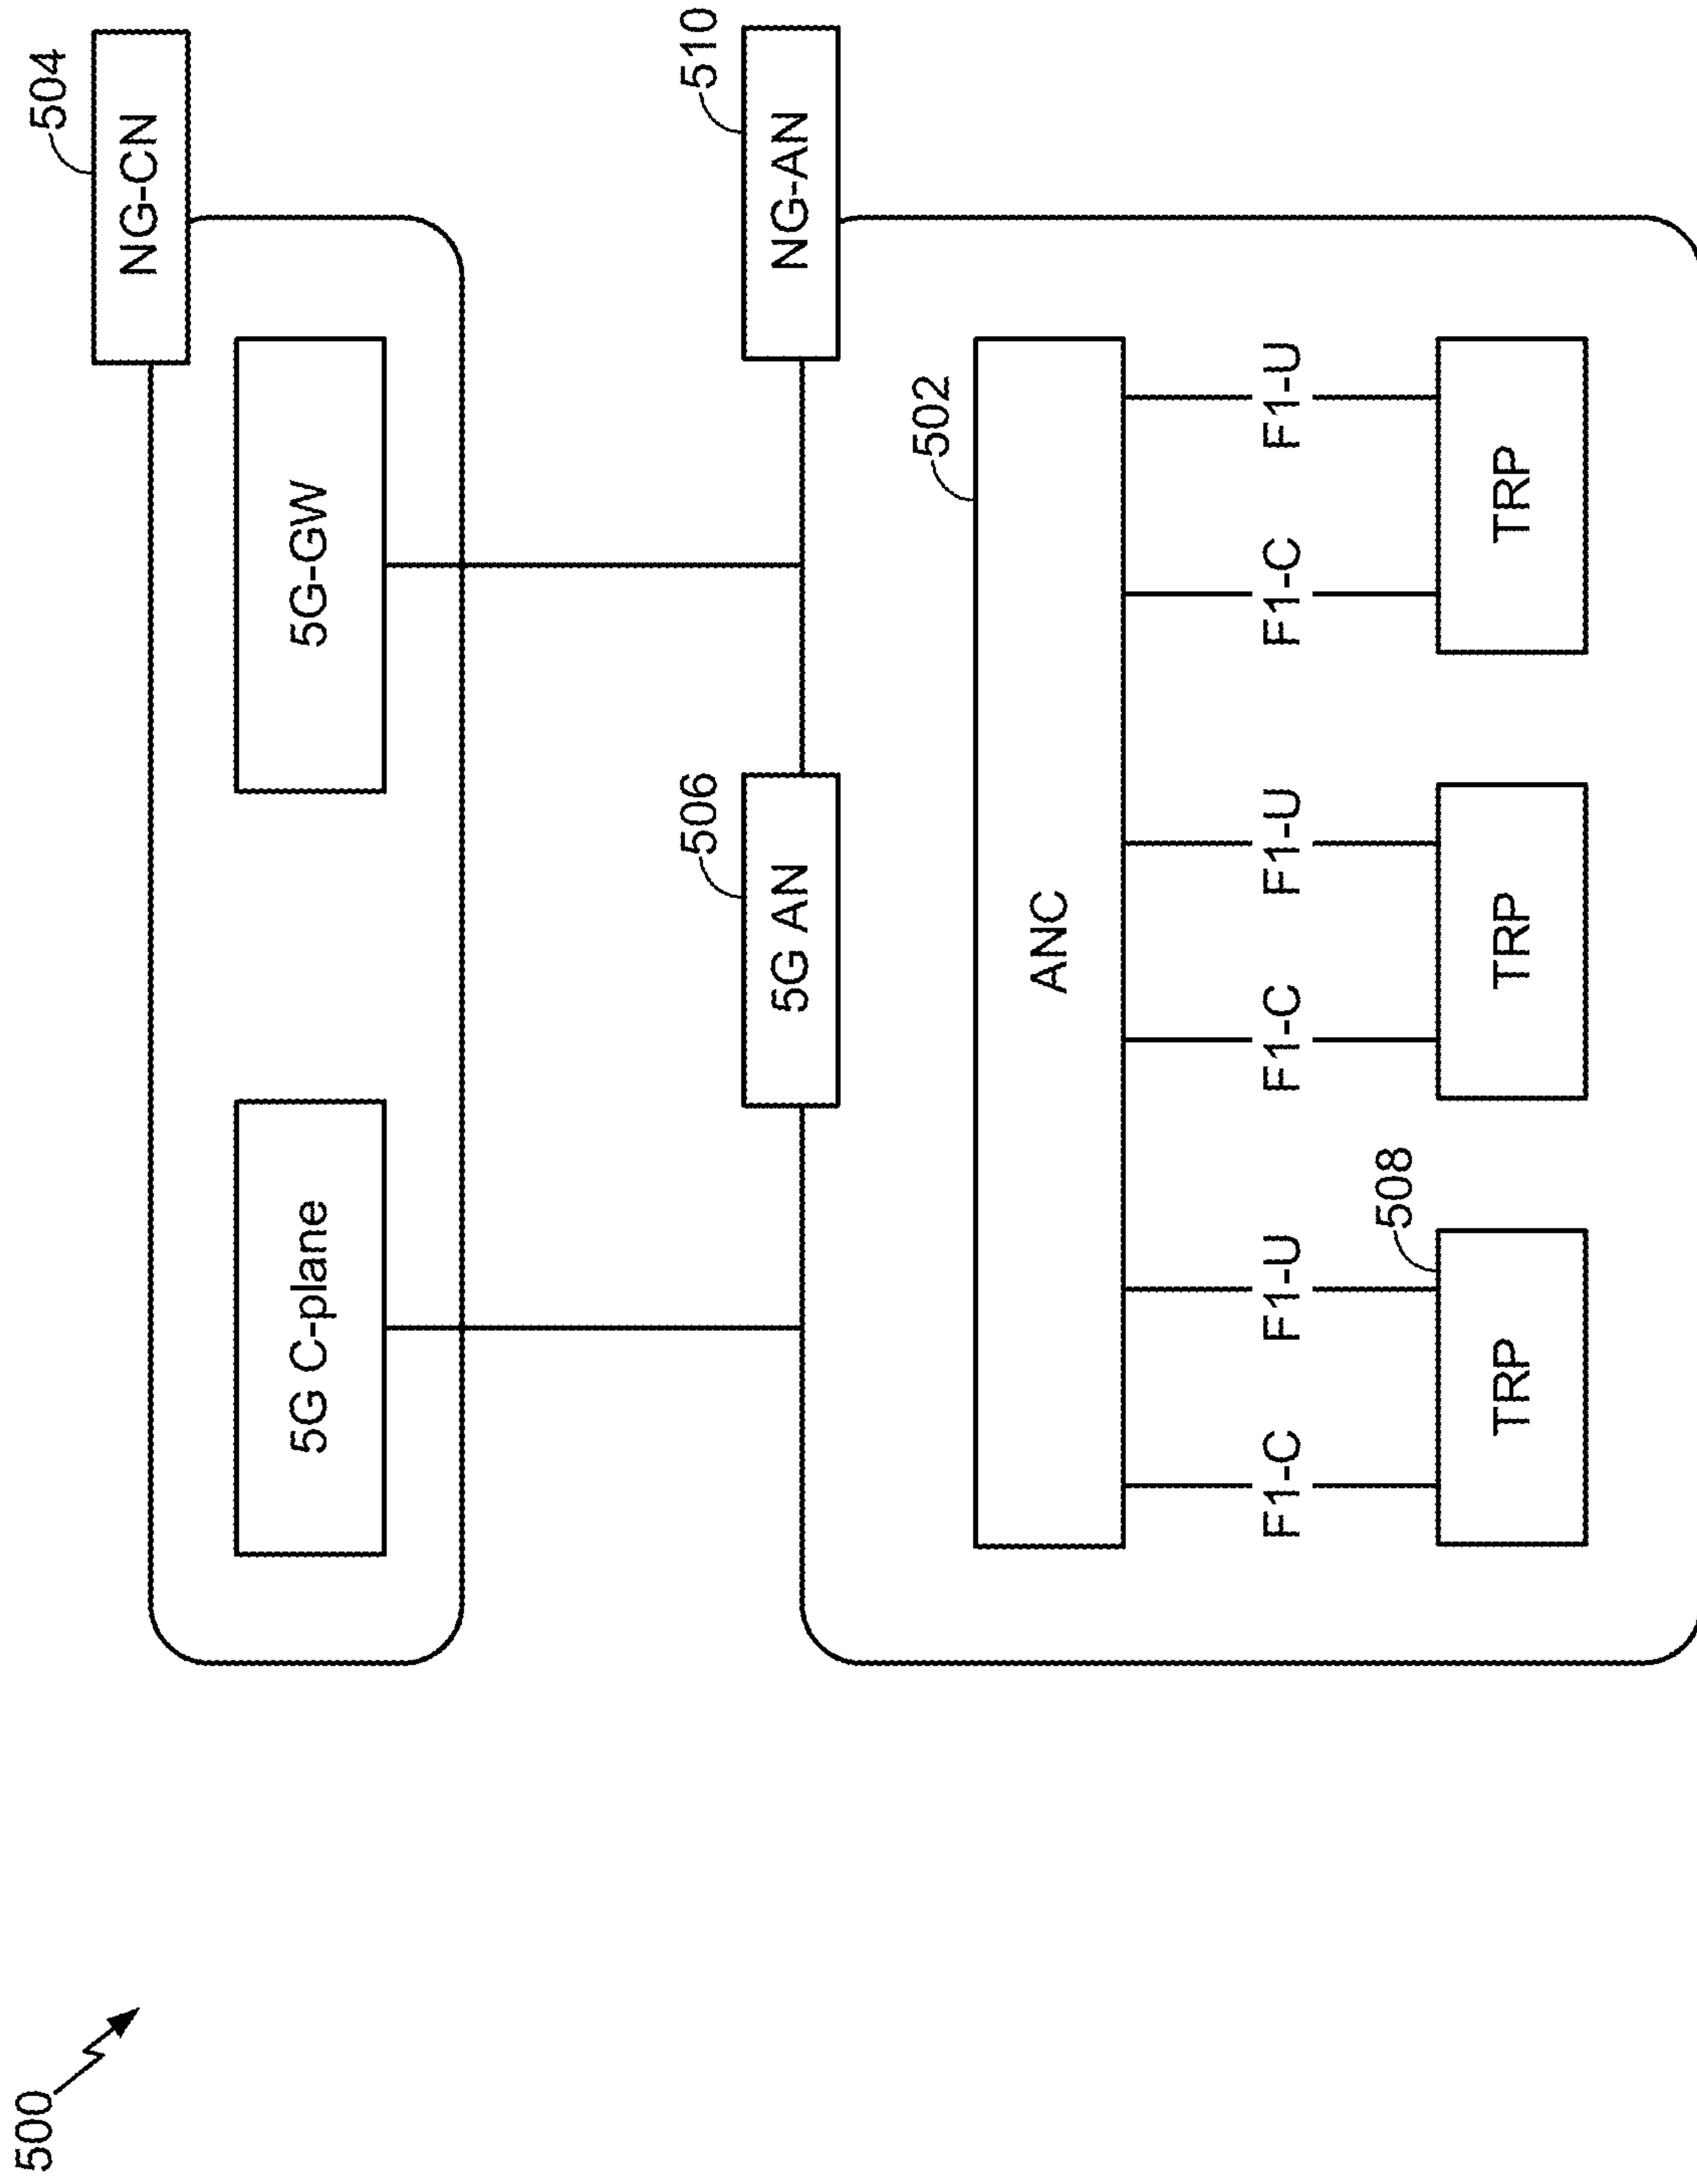 500
504
NG-CN
5G C-plane
5G-GW
506
510
5G AN
NG-AN
502
ANC
F1-C
F1-U
F1-C
F1-U
F1-C
F1-U
508
TRP
TRP
TRP